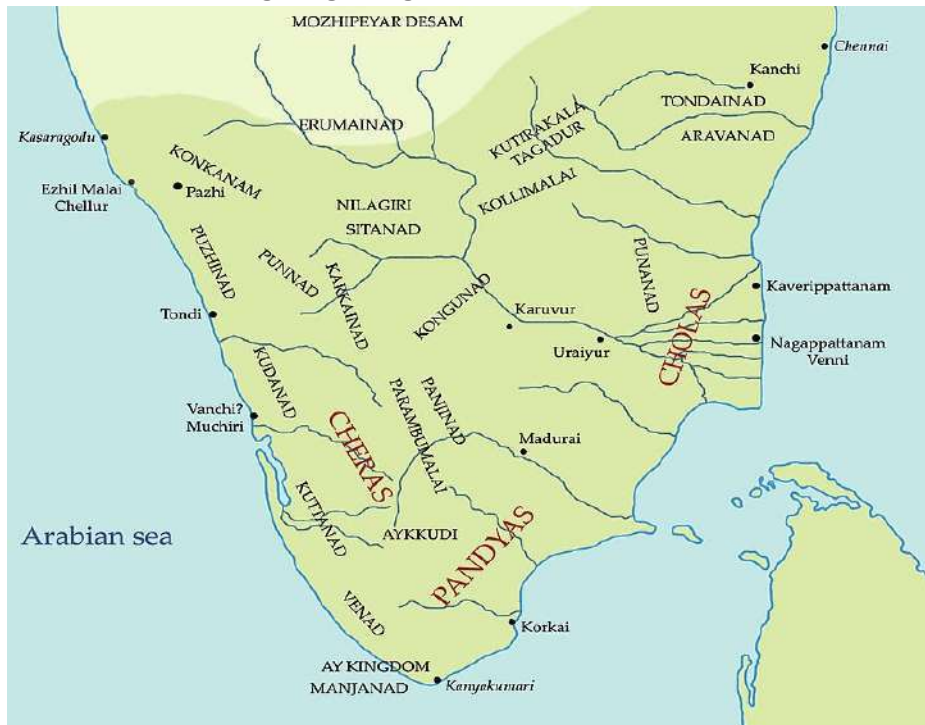 MOZHIPEYAR DESAM
Chennai
Kanchi
TONDAINAD
ARAVANAD
ERUMAINAD
KUTIRAKALA
TAGADUR
Kasaragodu
KONKANAM
Pazhi
Ezhil Malai
Chellur
KOLLIMALAI
NILAGIRI
SITANAD
PUZHINAD
PUNNAD
KARKAINAD
KONGUNAD
PUNANAD
Kaverippattanam
Karuvur
CHOLAS
Tondi
Uraiyur
Nagappattanam
Venni
KUDANAD
PARAMBUMALAI
PANJINAD
Vanchi?
Muchiri
CHERAS
Madurai
KUTTANAD
Arabian sea
AYKKUDI
PANDYAS
VENAD
Korkai
AY KINGDOM
MANJANAD
Kanyakumari